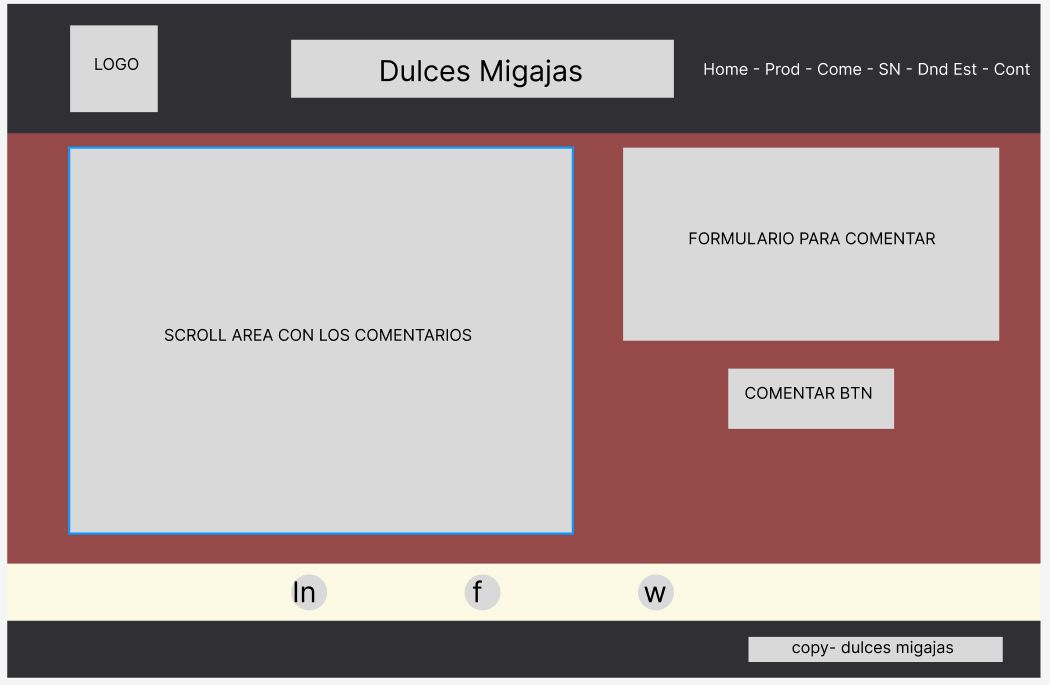 LOGO
Dulces Migajas
Home - Prod - Come - SN - Dnd Est - Cont
SCROLL AREA CON LOS COMENTARIOS
FORMULARIO PARA COMENTAR
COMENTAR BTN
In f w
copy- dulces migajas